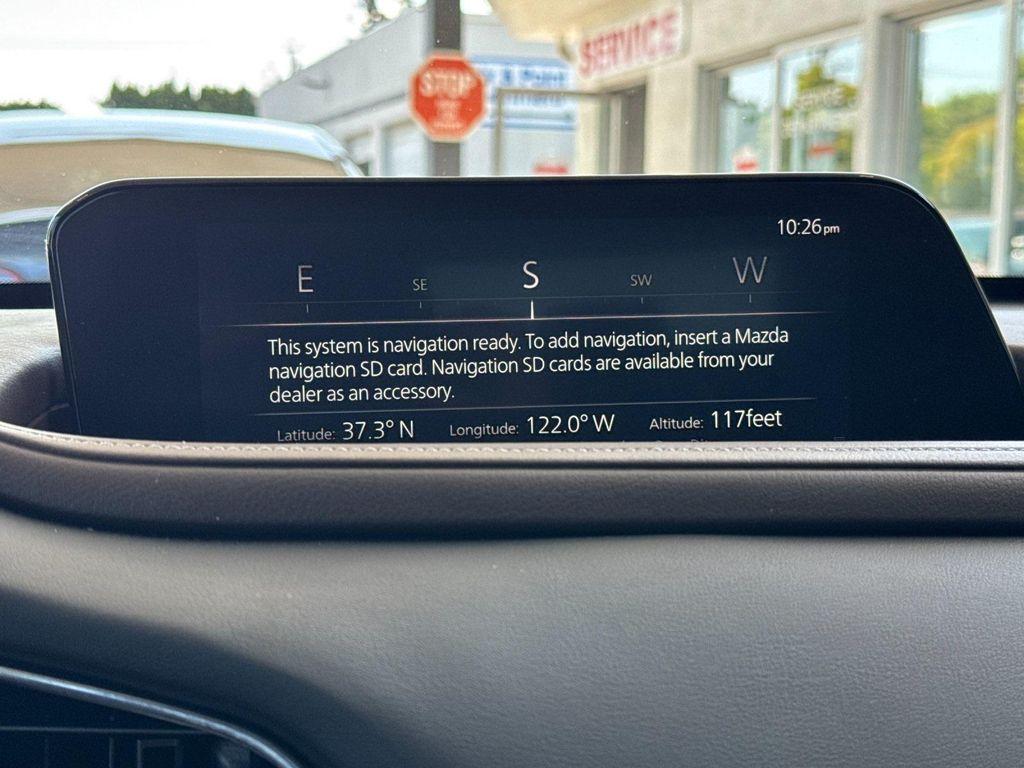 STOP
& Paint
SERVICE
10:26pm
E SE S SW W
This system is navigation ready. To add navigation, insert a Mazda
navigation SD card. Navigation SD cards are available from your
dealer as an accessory.
Latitude: 37.3° N Longitude: 122.0° W Altitude: 117feet